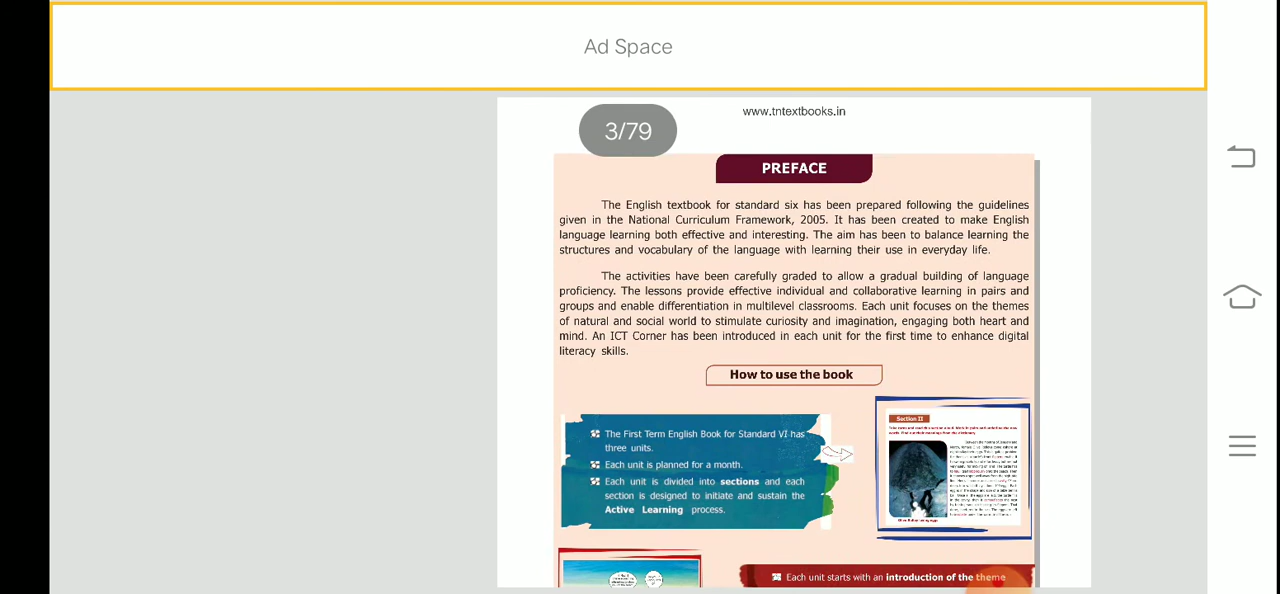 Ad Space
www.tntextbooks.in
3/79
PREFACE
The English textbook for standard six has been prepared following the guidelines
given in the National Curriculum Framework, 2005. It has been created to make English
language learning both effective and interesting. The aim has been to balance learning the
structures and vocabulary of the language with learning their use in everyday life.
The activities have been carefully graded to allow a gradual building of language
proficiency. The lessons provide effective individual and collaborative learning in pairs and
groups and enable differentiation in multilevel classrooms. Each unit focuses on the themes
of natural and social world to stimulate curiosity and imagination, engaging both heart and
mind. An ICT Corner has been introduced in each unit for the first time to enhance digital
literacy skills.
How to use the book
The First Term English Book for Standard VI has
three units.
Each unit is planned for a month.
Each unit is divided into sections and each
section is designed to initiate and sustain the
Active Learning process.
Section II
Each unit starts with an introduction of the theme